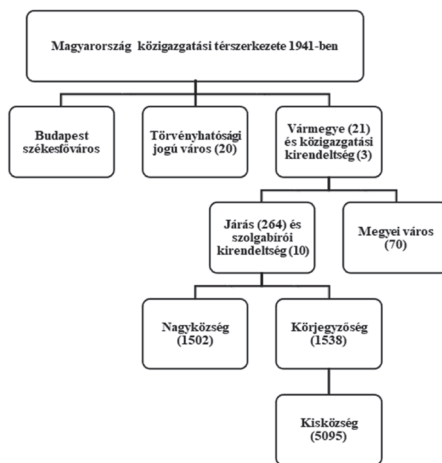 Magyarország közigazgatási térszerkezete 1941-ben
Budapest
székesfőváros
Törvényhatósági
jogú város (20)
Vármegye (21)
és közigazgatási
kirendeltség (3)
Járás (264) és
szolgabírói
kirendeltség (10)
Megyei város
(70)
Nagyközség
(1502)
Körjegyzőség
(1538)
Kisközség
(5095)